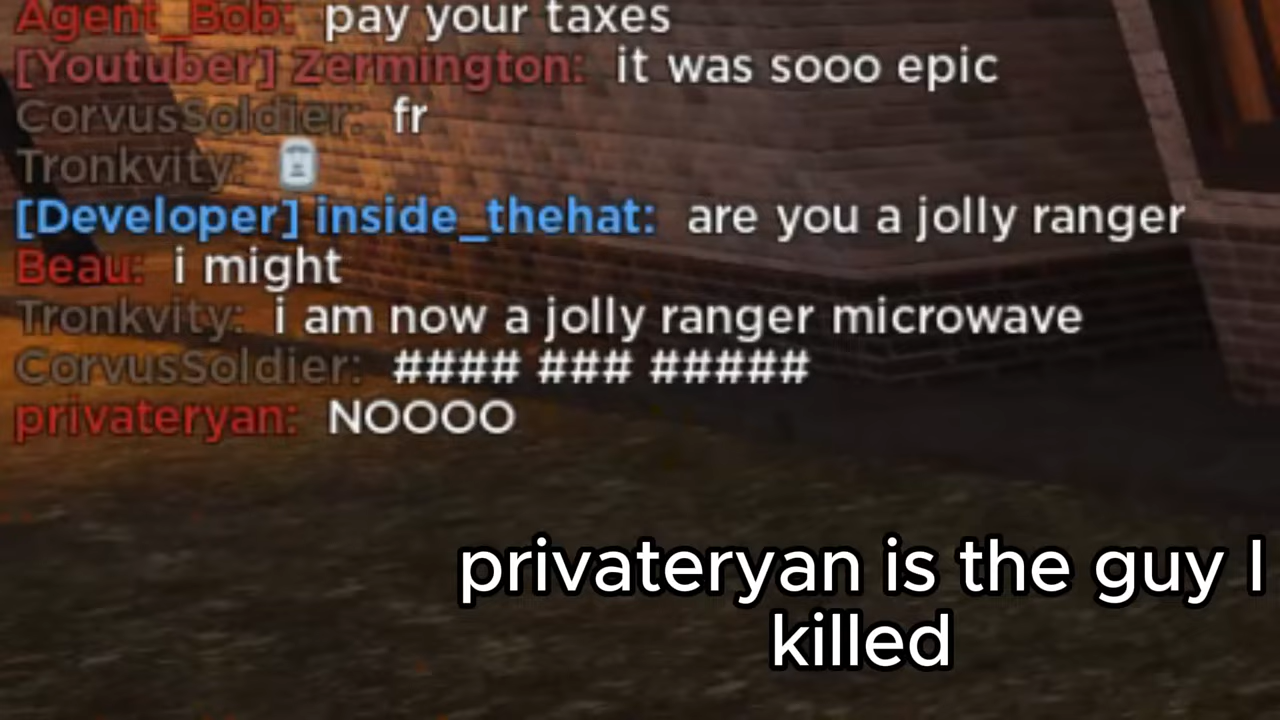 Agent_Bob: pay your taxes
[Youtuber] Zermington: it was sooo epic
CorvusSoldier: fr
Tronkvity: 🗿
[Developer] inside_thehat: are you a jolly ranger
Beau: i might
Tronkvity: i am now a jolly ranger microwave
CorvusSoldier: #### ### #####
privateryan: NOOOO
privateryan is the guy I
killed